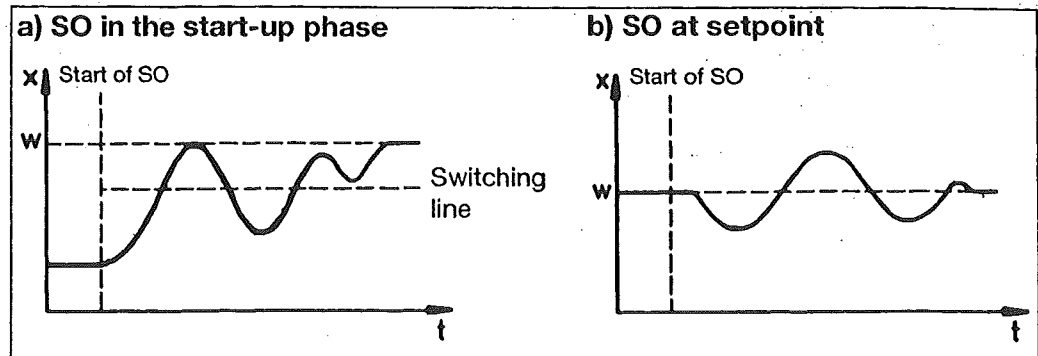 a) SO in the start-up phase
x
Start of SO
w
Switching
line
t
b) SO at setpoint
x
Start of SO
w
t